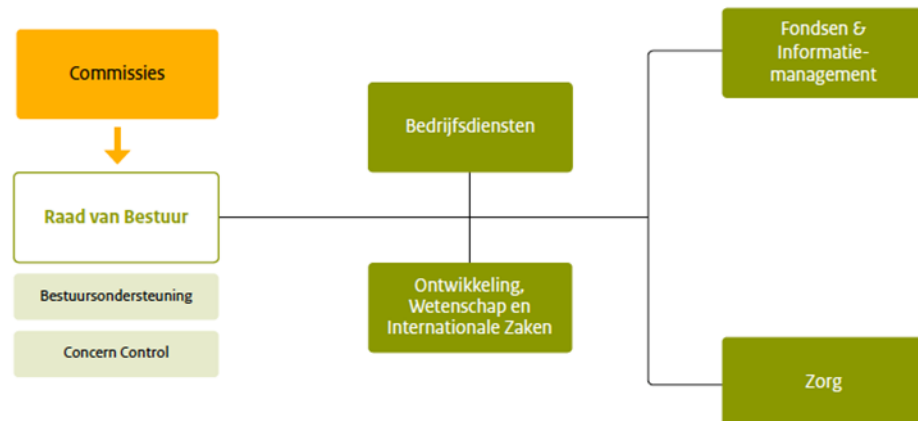 Commissies
Raad van Bestuur
Bestuursondersteuning
Concern Control
Bedrijfsdiensten
Ontwikkeling,
Wetenschap en
Internationale Zaken
Fondsen &
Informatie-
management
Zorg